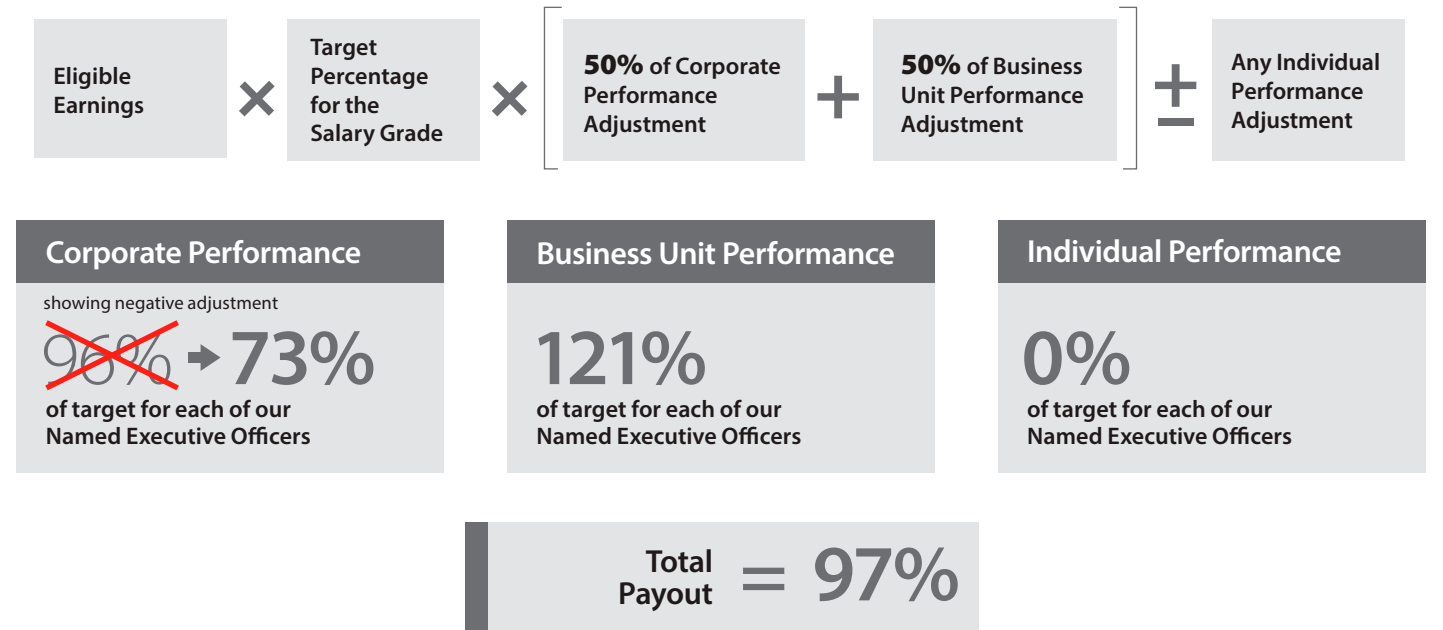 Eligible
Earnings
×
Target
Percentage
for the
Salary Grade
×
50% of Corporate
Performance
Adjustment
+
50% of Business
Unit Performance
Adjustment
±
Any Individual
Performance
Adjustment
Corporate Performance
showing negative adjustment
96% → 73%
of target for each of our
Named Executive Officers
Business Unit Performance
121%
of target for each of our
Named Executive Officers
Individual Performance
0%
of target for each of our
Named Executive Officers
Total
Payout
= 97%